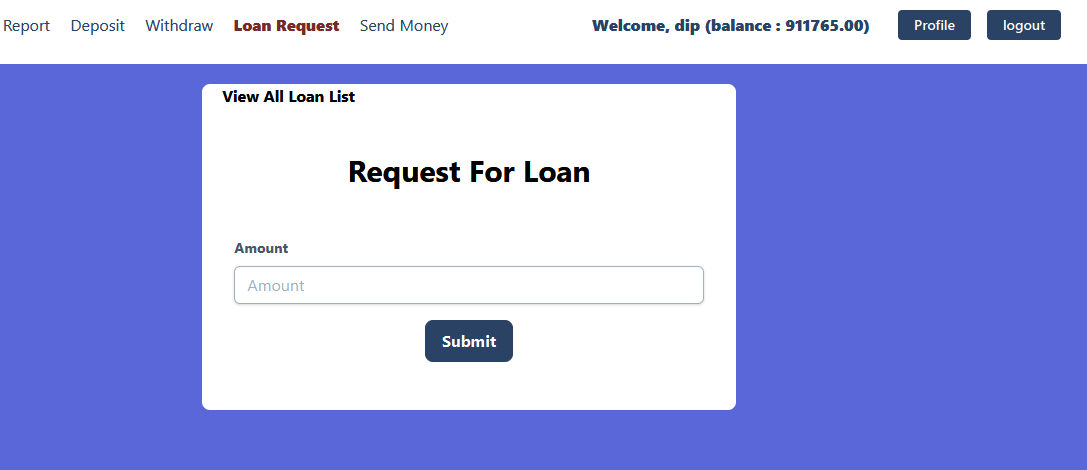 Report Deposit Withdraw Loan Request Send Money Welcome, dip (balance : 911765.00) Profile logout
View All Loan List
Request For Loan
Amount
Amount
Submit